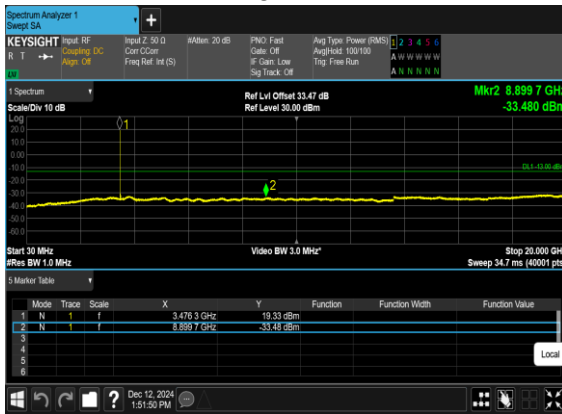 Spectrum Analyzer 1
Swept SA
+
KEYSIGHT Input: RF Input Z: 50 Ω #Atten: 20 dB PNO: Fast Avg Type: Power (RMS) 1 2 3 4 5 6
R T Coupling: DC Corr CCorr Gate: Off Avg|Hold: 100/100 A W W W W W
Align: Off Freq Ref: Int (S) IF Gain: Low Trig: Free Run
Sig Track: Off A N N N N N
1 Spectrum Ref Lvl Offset 33.47 dB Mkr2 8.899 7 GHz
Scale/Div 10 dB Ref Level 30.00 dBm -33.480 dBm
Log
20.0 1
10.0
0.00
-10.0 DL1 -13.00 dBm
-20.0 2
-30.0
-40.0
-50.0
-60.0
Start 30 MHz Video BW 3.0 MHz* Stop 20.000 GHz
#Res BW 1.0 MHz Sweep 34.7 ms (40001 pts)
5 Marker Table
Mode Trace Scale X Y Function Function Width Function Value
1 N 1 f 3.476 3 GHz 19.33 dBm
2 N 1 f 8.899 7 GHz -33.48 dBm
3
4
5
6
Local
? Dec 12, 2024
1:51:50 PM